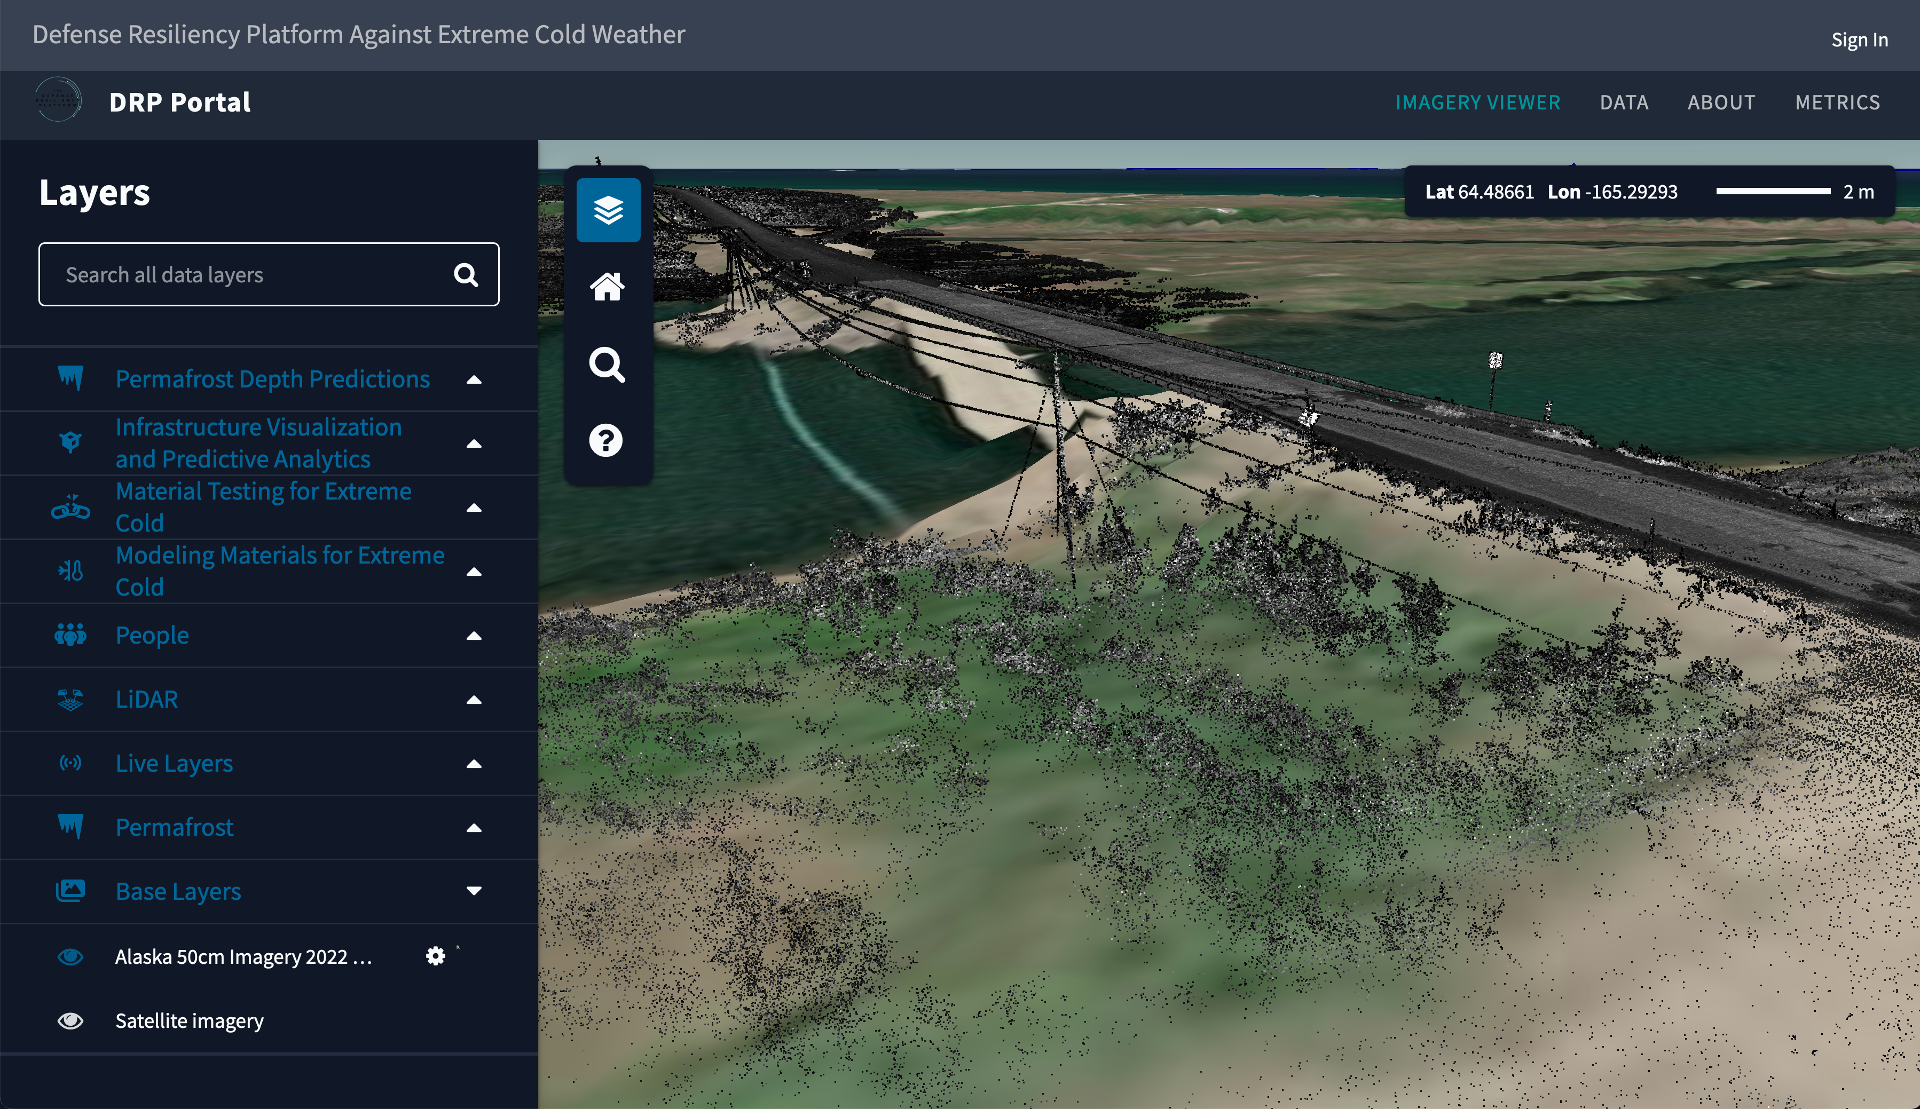 Defense Resiliency Platform Against Extreme Cold Weather
Sign In
DRP Portal
IMAGERY VIEWER
DATA
ABOUT
METRICS
Layers
Search all data layers
Permafrost Depth Predictions
Infrastructure Visualization
and Predictive Analytics
Material Testing for Extreme
Cold
Modeling Materials for Extreme
Cold
People
LiDAR
Live Layers
Permafrost
Base Layers
Alaska 50cm Imagery 2022 ...
Satellite imagery
Lat 64.48661 Lon -165.29293
2 m